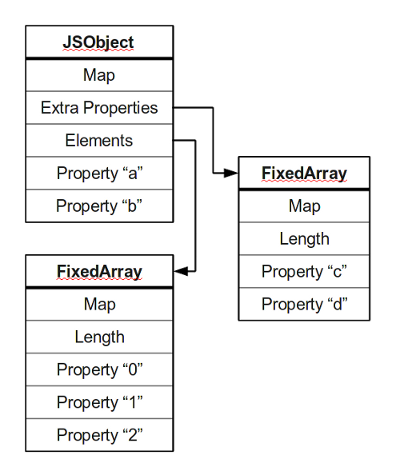 JSObject
Map
Extra Properties
Elements
Property “a”
Property “b”
FixedArray
Map
Length
Property “c”
Property “d”
FixedArray
Map
Length
Property “0”
Property “1”
Property “2”